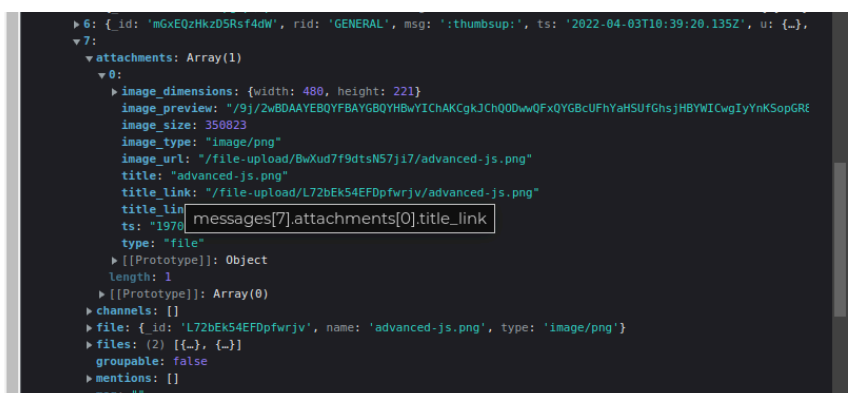 6: {_id: 'mGxEQzHkzD5Rsf4dW', rid: 'GENERAL', msg: ':thumbsup:', ts: '2022-04-03T10:39:20.135Z', u: {…},
7:
attachments: Array(1)
0:
image_dimensions: {width: 480, height: 221}
image_preview: "/9j/2wBDAAYEBQYFBAYGBQYHBwYIChAKCgkJChQODwwQFxQYGBcUFhYaHSUfGhsjHBYWICwgIyYnKSopGR8
image_size: 350823
image_type: "image/png"
image_url: "/file-upload/BwXud7f9dtsN57ji7/advanced-js.png"
title: "advanced-js.png"
title_link: "/file-upload/L72bEk54EFDpfwrjv/advanced-js.png"
title_lin
messages[7].attachments[0].title_link
ts: "1970
type: "file"
[[Prototype]]: Object
length: 1
[[Prototype]]: Array(0)
channels: []
file: {_id: 'L72bEk54EFDpfwrjv', name: 'advanced-js.png', type: 'image/png'}
files: (2) [{…}, {…}]
groupable: false
mentions: []